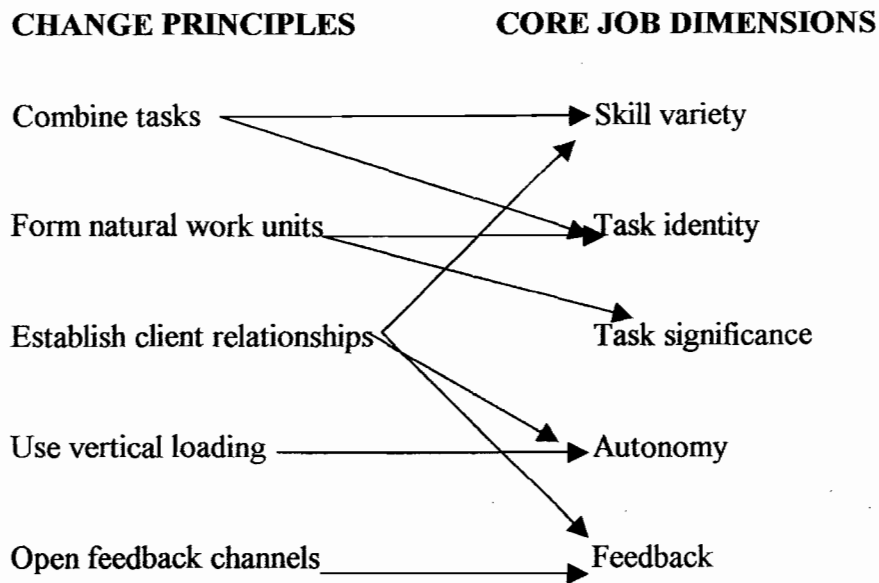 CHANGE PRINCIPLES CORE JOB DIMENSIONS
Combine tasks Skill variety
Form natural work units Task identity
Establish client relationships Task significance
Use vertical loading Autonomy
Open feedback channels Feedback